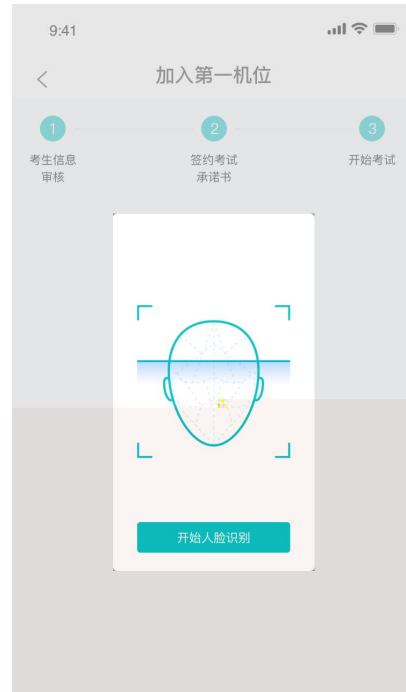 9:41
加入第一机位
1
2
3
考生信息
审核
签约考试
承诺书
开始考试
开始人脸识别